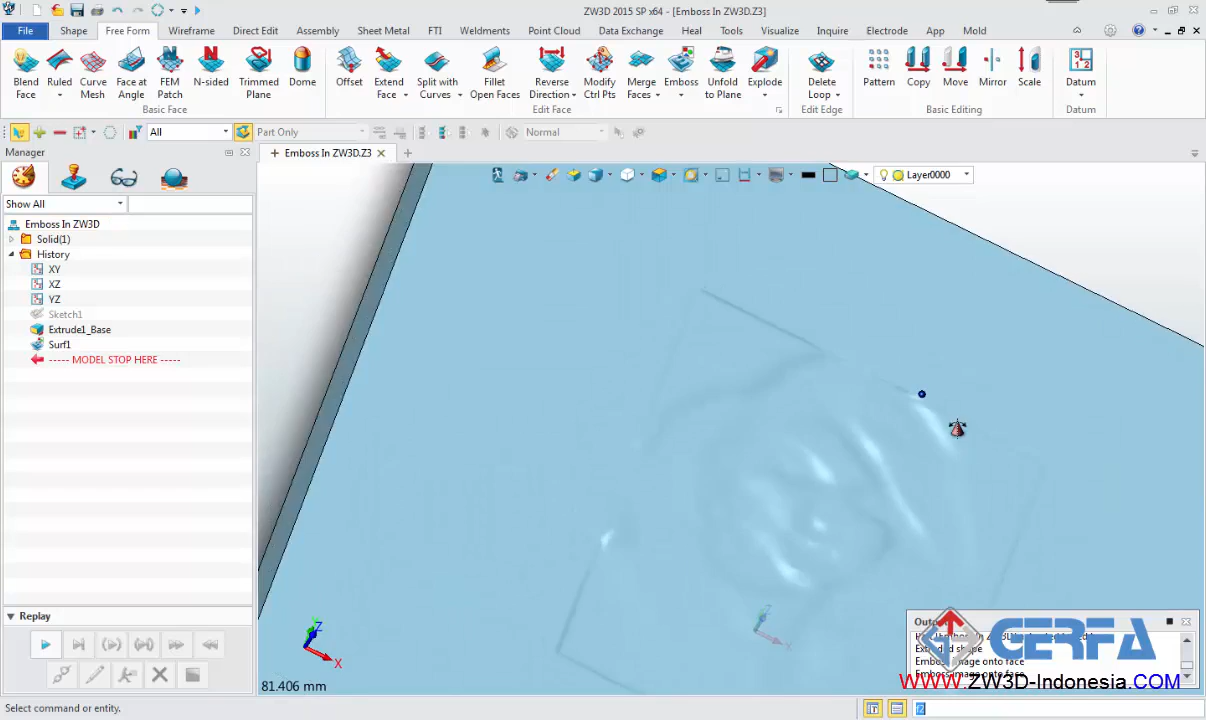 ZW3D 2015 SP x64 - [Emboss In ZW3D.Z3]
File Shape Free Form Wireframe Direct Edit Assembly Sheet Metal FTI Weldments Point Cloud Data Exchange Heal Tools Visualize Inquire Electrode App Mold
Blend Face Ruled Curve Mesh Face at Angle FEM Patch N-sided Trimmed Plane Dome Offset Extend Face Split with Curves Fillet Open Faces Reverse Direction Modify Ctrl Pts Merge Faces Emboss Unfold to Plane Explode Delete Loop Pattern Copy Move Mirror Scale Datum
Basic Face Edit Face Edit Edge Basic Editing Datum
All Part Only Normal
Manager
Emboss In ZW3D.Z3
Layer0000
Show All
Emboss In ZW3D
Solid(1)
History
XY
XZ
YZ
Sketch1
Extrude1_Base
Surf1
----- MODEL STOP HERE -----
Replay
Z
X
81.406 mm
Extruded shape
Emboss image onto face
Emboss image onto face
GERFA
WWW.ZW3D-Indonesia.COM
Select command or entity.